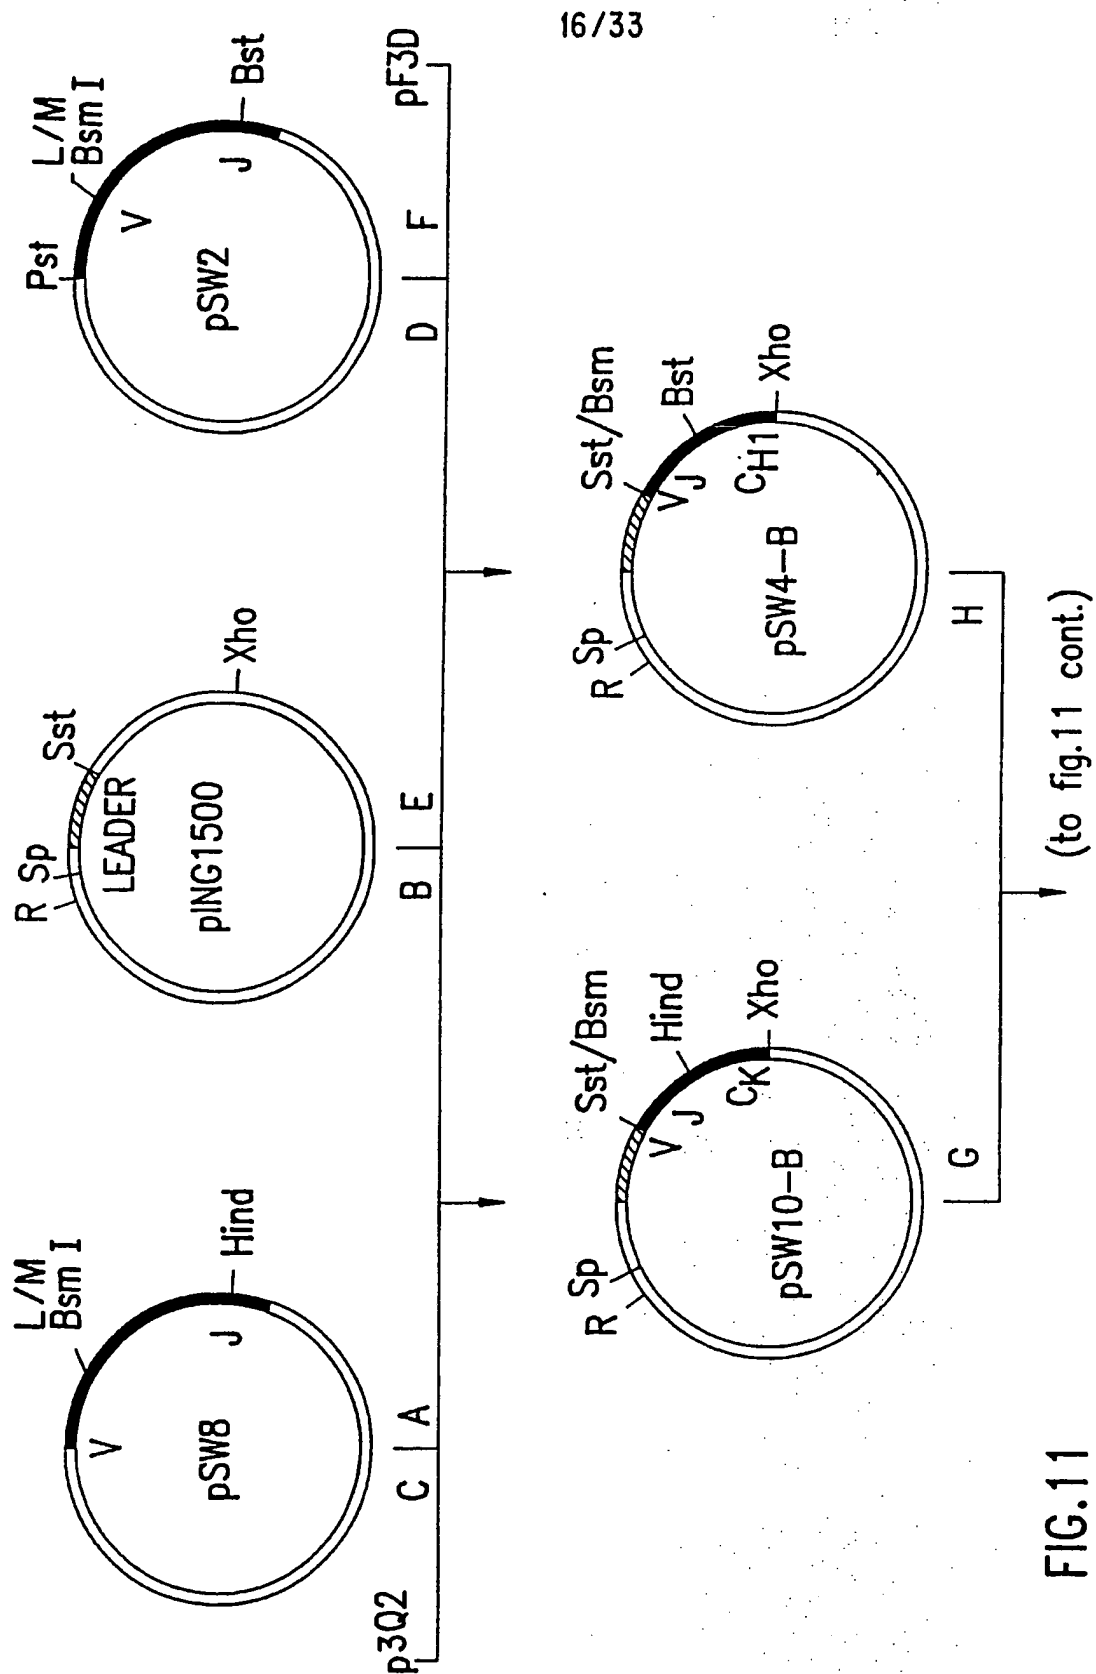 16/33
L/M
Bsm I
V
J
Hind
pSW8
R
Sp
LEADER
Sst
Xho
pING1500
Pst
L/M
Bsm I
V
J
Bst
pSW2
p3Q2
C
A
B
E
D
F
pF3D
R
Sp
Sst/Bsm
V
J
Hind
CK
Xho
pSW10-B
R
Sp
Sst/Bsm
V
J
Bst
CH1
Xho
pSW4-B
G
H
(to fig.11 cont.)
FIG.11